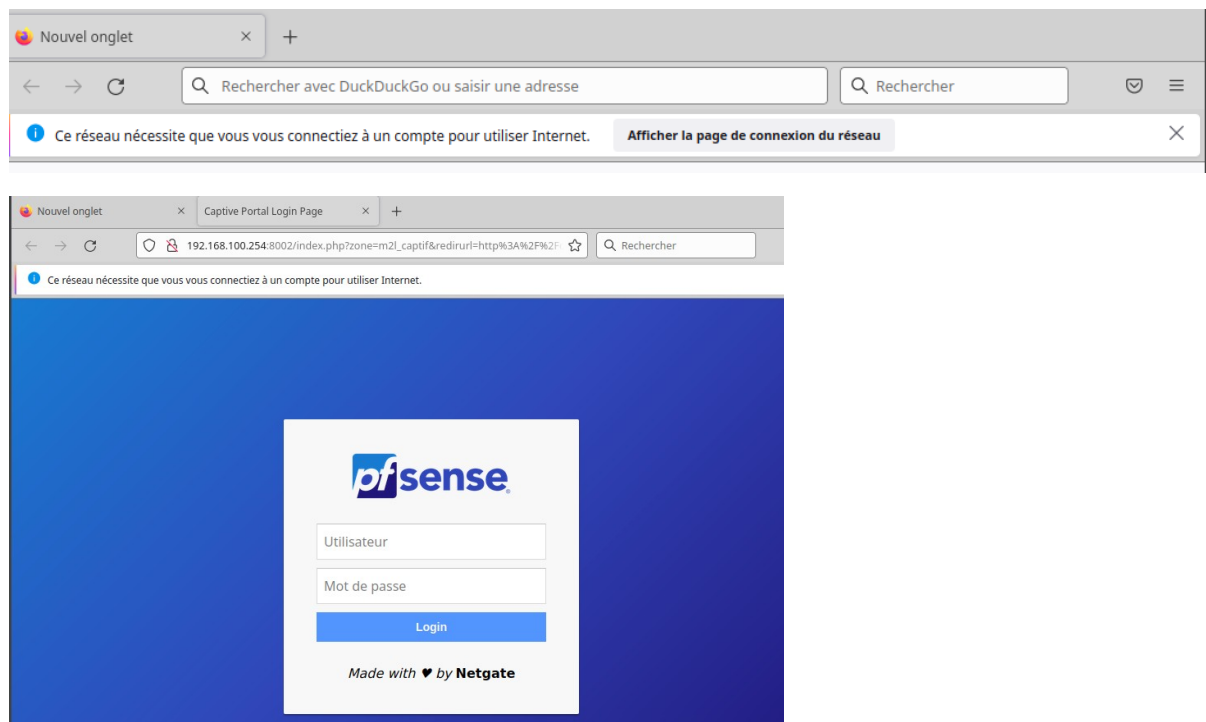 Nouvel onglet
Rechercher avec DuckDuckGo ou saisir une adresse
Rechercher
Ce réseau nécessite que vous vous connectiez à un compte pour utiliser Internet.
Afficher la page de connexion du réseau
Nouvel onglet
Captive Portal Login Page
192.168.100.254:8002/index.php?zone=m2l_captif&redirurl=http%3A%2F%2F
Rechercher
Ce réseau nécessite que vous vous connectiez à un compte pour utiliser Internet.
pfsense
Utilisateur
Mot de passe
Login
Made with ♥ by Netgate